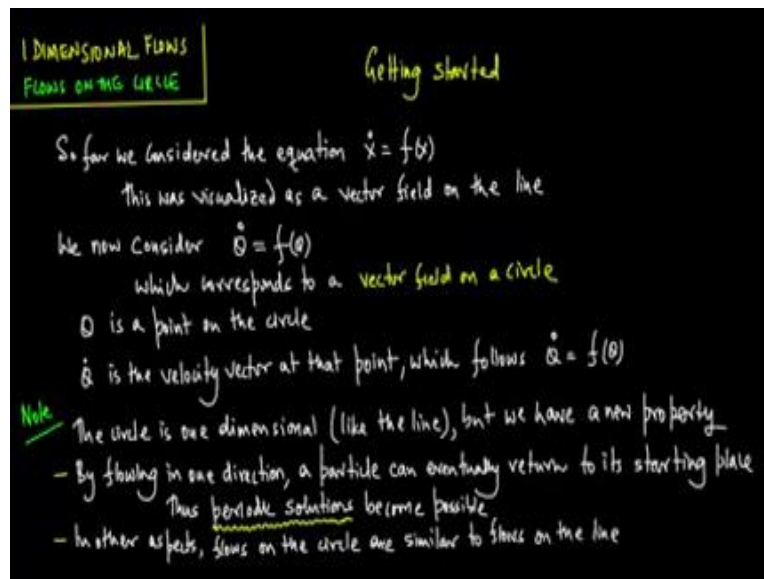 1 DIMENSIONAL FLOWS
FLOWS ON THE CIRCLE
Getting started
So far we considered the equation ẋ = f(x)
This was visualized as a vector field on the line
We now consider θ̇ = f(θ)
which corresponds to a vector field on a circle
θ is a point on the circle
θ̇ is the velocity vector at that point, which follows θ̇ = f(θ)
Note
The circle is one dimensional (like the line), but we have a new property
- By flowing in one direction, a particle can eventually return to its starting place
Thus periodic solutions become possible
- In other aspects, flows on the circle are similar to flows on the line